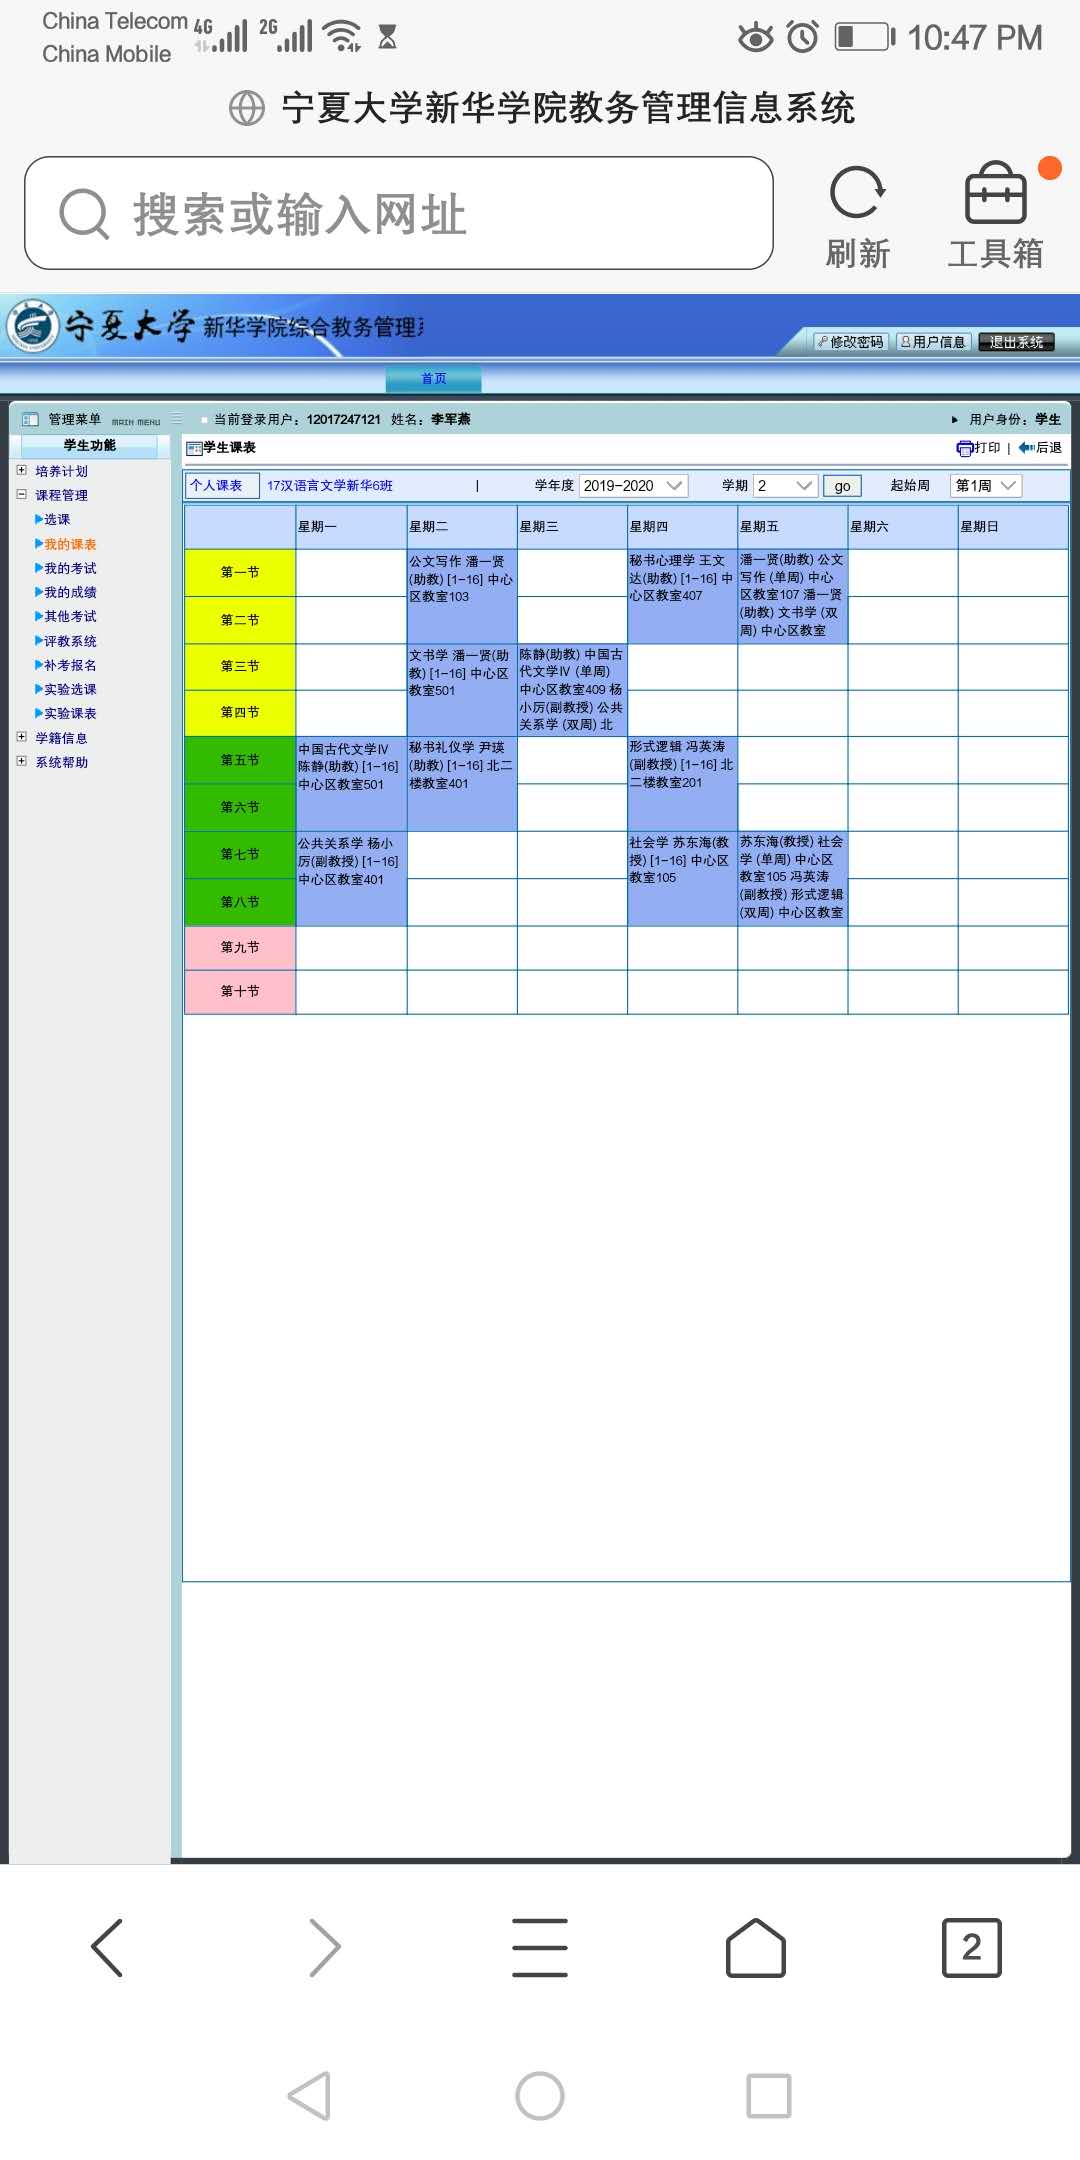 China Telecom 4G 2G 10:47 PM
China Mobile
宁夏大学新华学院教务管理信息系统
搜索或输入网址
刷新
工具箱
宁夏大学 新华学院综合教务管理
修改密码 用户信息 退出系统
首页
管理菜单 MAIN MENU 当前登录用户：12017247121 姓名：李军燕 用户身份：学生
学生功能
培养计划
课程管理
选课
我的课表
我的考试
我的成绩
其他考试
评教系统
补考报名
实验选课
实验课表
学籍信息
系统帮助
学生课表 打印 | 后退
个人课表 17汉语言文学新华6班 | 学年度 2019-2020 学期 2 go 起始周 第1周
星期一 星期二 星期三 星期四 星期五 星期六 星期日
第一节
第二节
公文写作 潘一贤
(助教) [1-16] 中心
区教室103
秘书心理学 王文
达(助教) [1-16] 中
心区教室407
潘一贤(助教) 公文
写作 (单周) 中心
区教室107 潘一贤
(助教) 文书学 (双
周) 中心区教室
第三节
第四节
文书学 潘一贤(助
教) [1-16] 中心区
教室501
陈静(助教) 中国古
代文学Ⅳ (单周)
中心区教室409 杨
小厉(副教授) 公共
关系学 (双周) 北
第五节
第六节
中国古代文学Ⅳ
陈静(助教) [1-16]
中心区教室501
秘书礼仪学 尹瑛
(助教) [1-16] 北二
楼教室401
形式逻辑 冯英涛
(副教授) [1-16] 北
二楼教室201
第七节
第八节
公共关系学 杨小
厉(副教授) [1-16]
中心区教室401
社会学 苏东海(教
授) [1-16] 中心区
教室105
苏东海(教授) 社会
学 (单周) 中心区
教室105 冯英涛
(副教授) 形式逻辑
(双周) 中心区教室
第九节
第十节
2